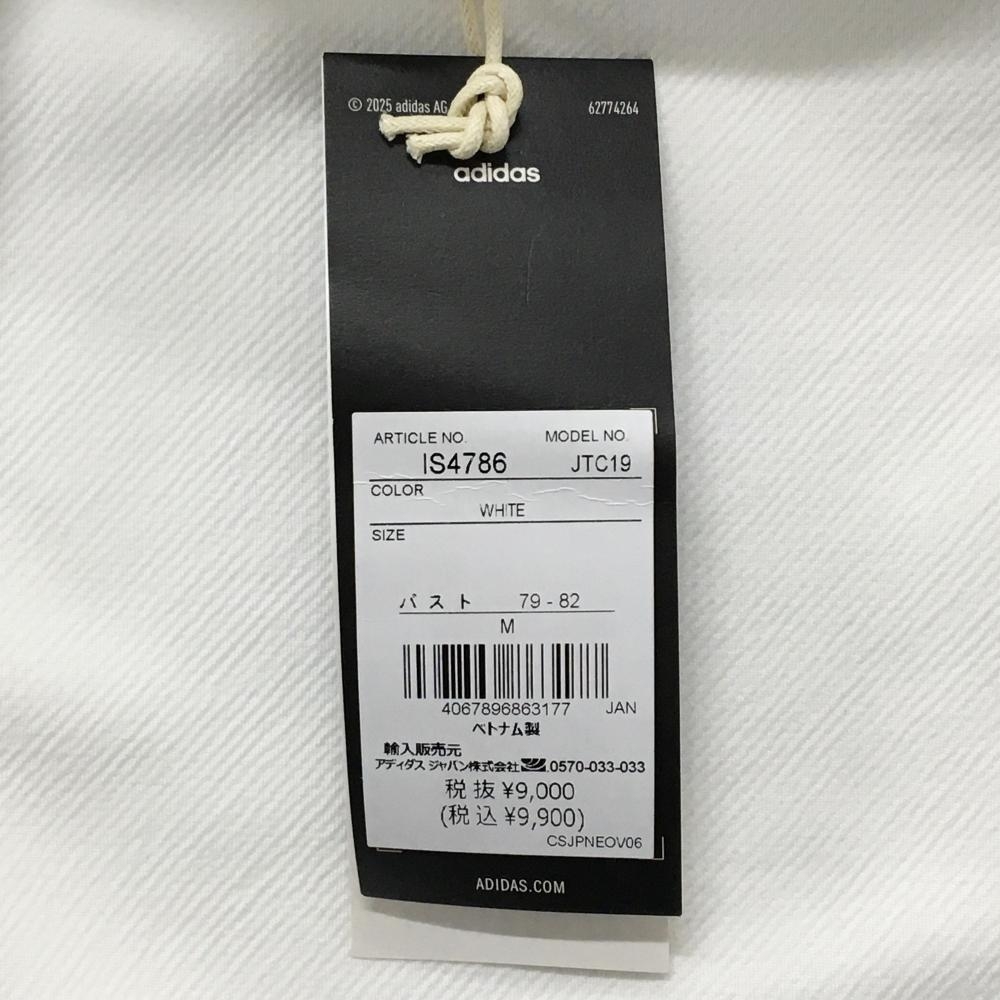 © 2025 adidas AG
62774264
adidas
ARTICLE NO. MODEL NO.
IS4786 JTC19
COLOR
WHITE
SIZE
バスト 79 - 82
M
4067896863177 JAN
ベトナム製
輸入販売元
アディダス ジャパン株式会社 0570-033-033
税抜 ¥9,000
(税込 ¥9,900)
CSJPNEOV06
ADIDAS.COM